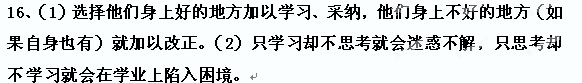 16、（1）选择他们身上好的地方加以学习、采纳，他们身上不好的地方（如
果自身也有）就加以改正。（2）只学习却不思考就会迷惑不解，只思考却
不学习就会在学业上陷入困境。